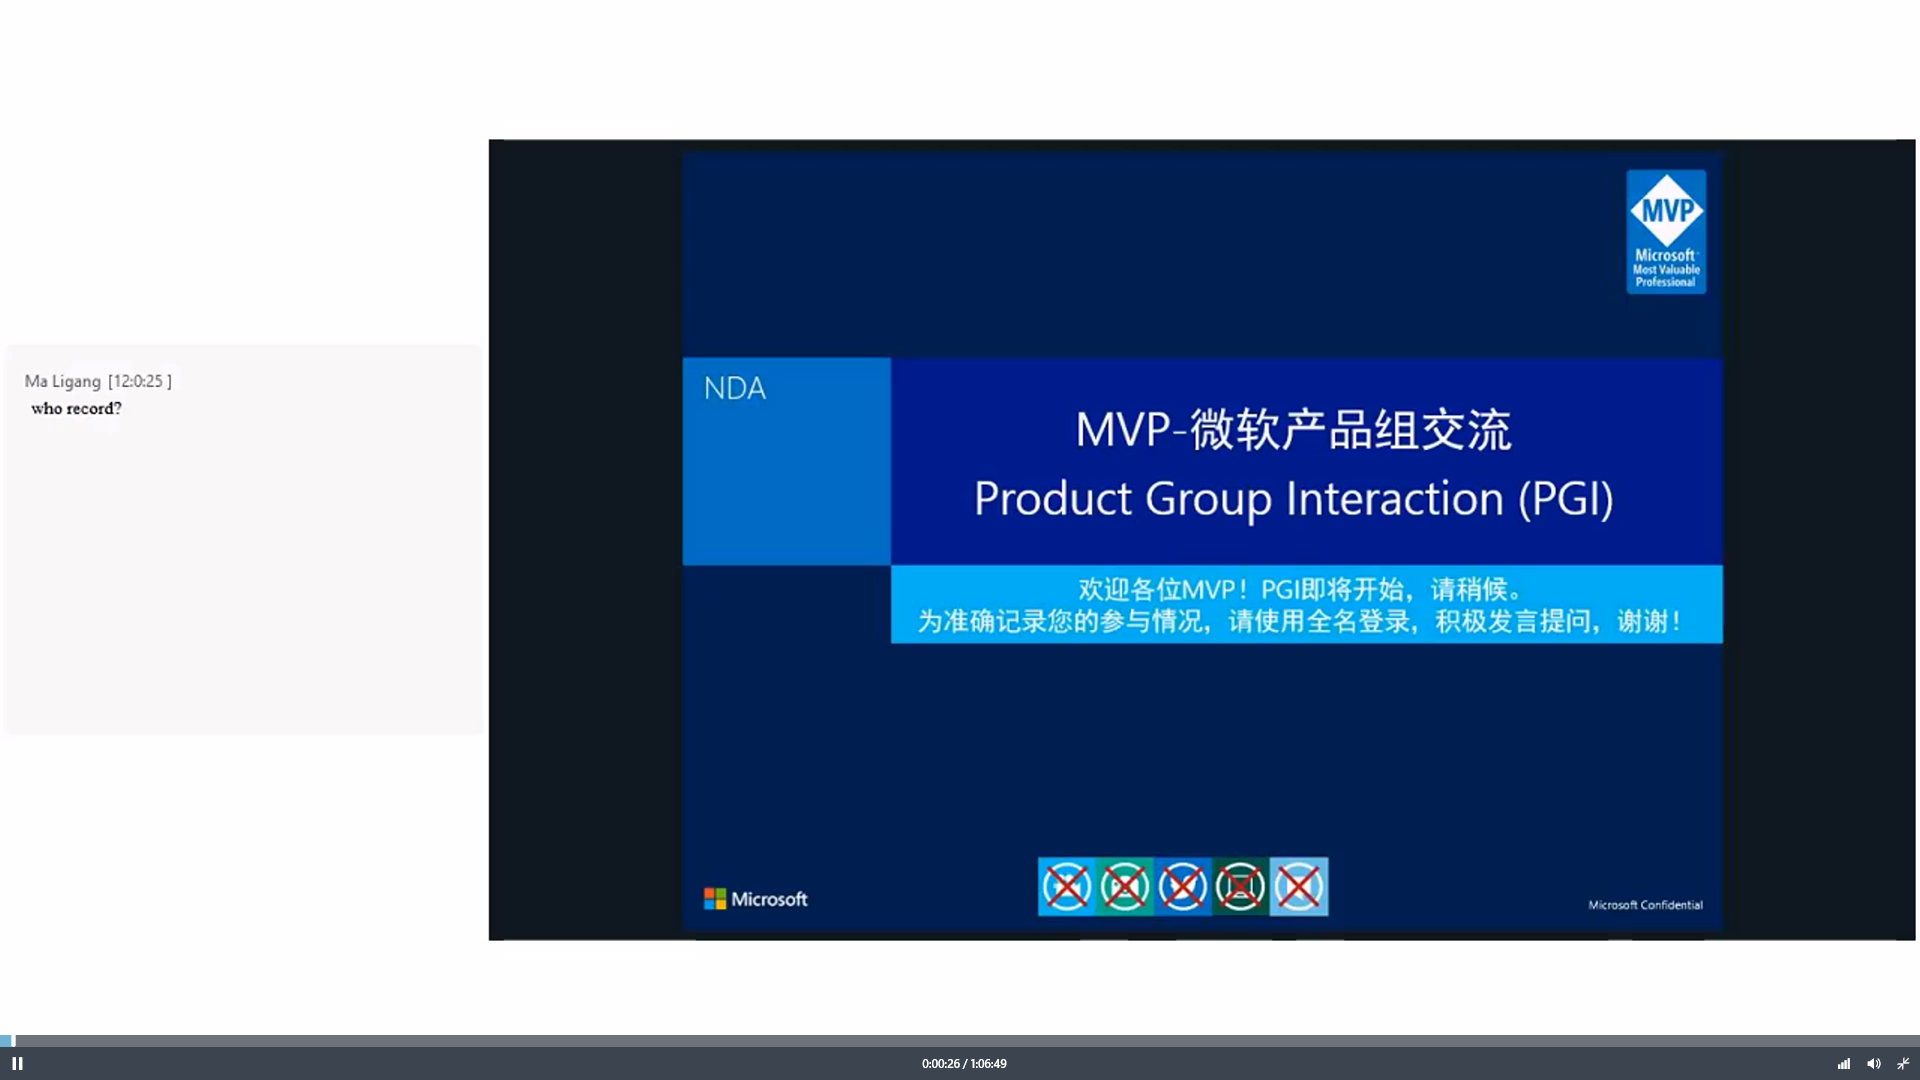 Ma Ligang [12:0:25 ]
who record?
MVP
Microsoft
Most Valuable
Professional
NDA
MVP-微软产品组交流
Product Group Interaction (PGI)
欢迎各位MVP！PGI即将开始，请稍候。
为准确记录您的参与情况，请使用全名登录，积极发言提问，谢谢！
Microsoft
Microsoft Confidential
0:00:26 / 1:06:49